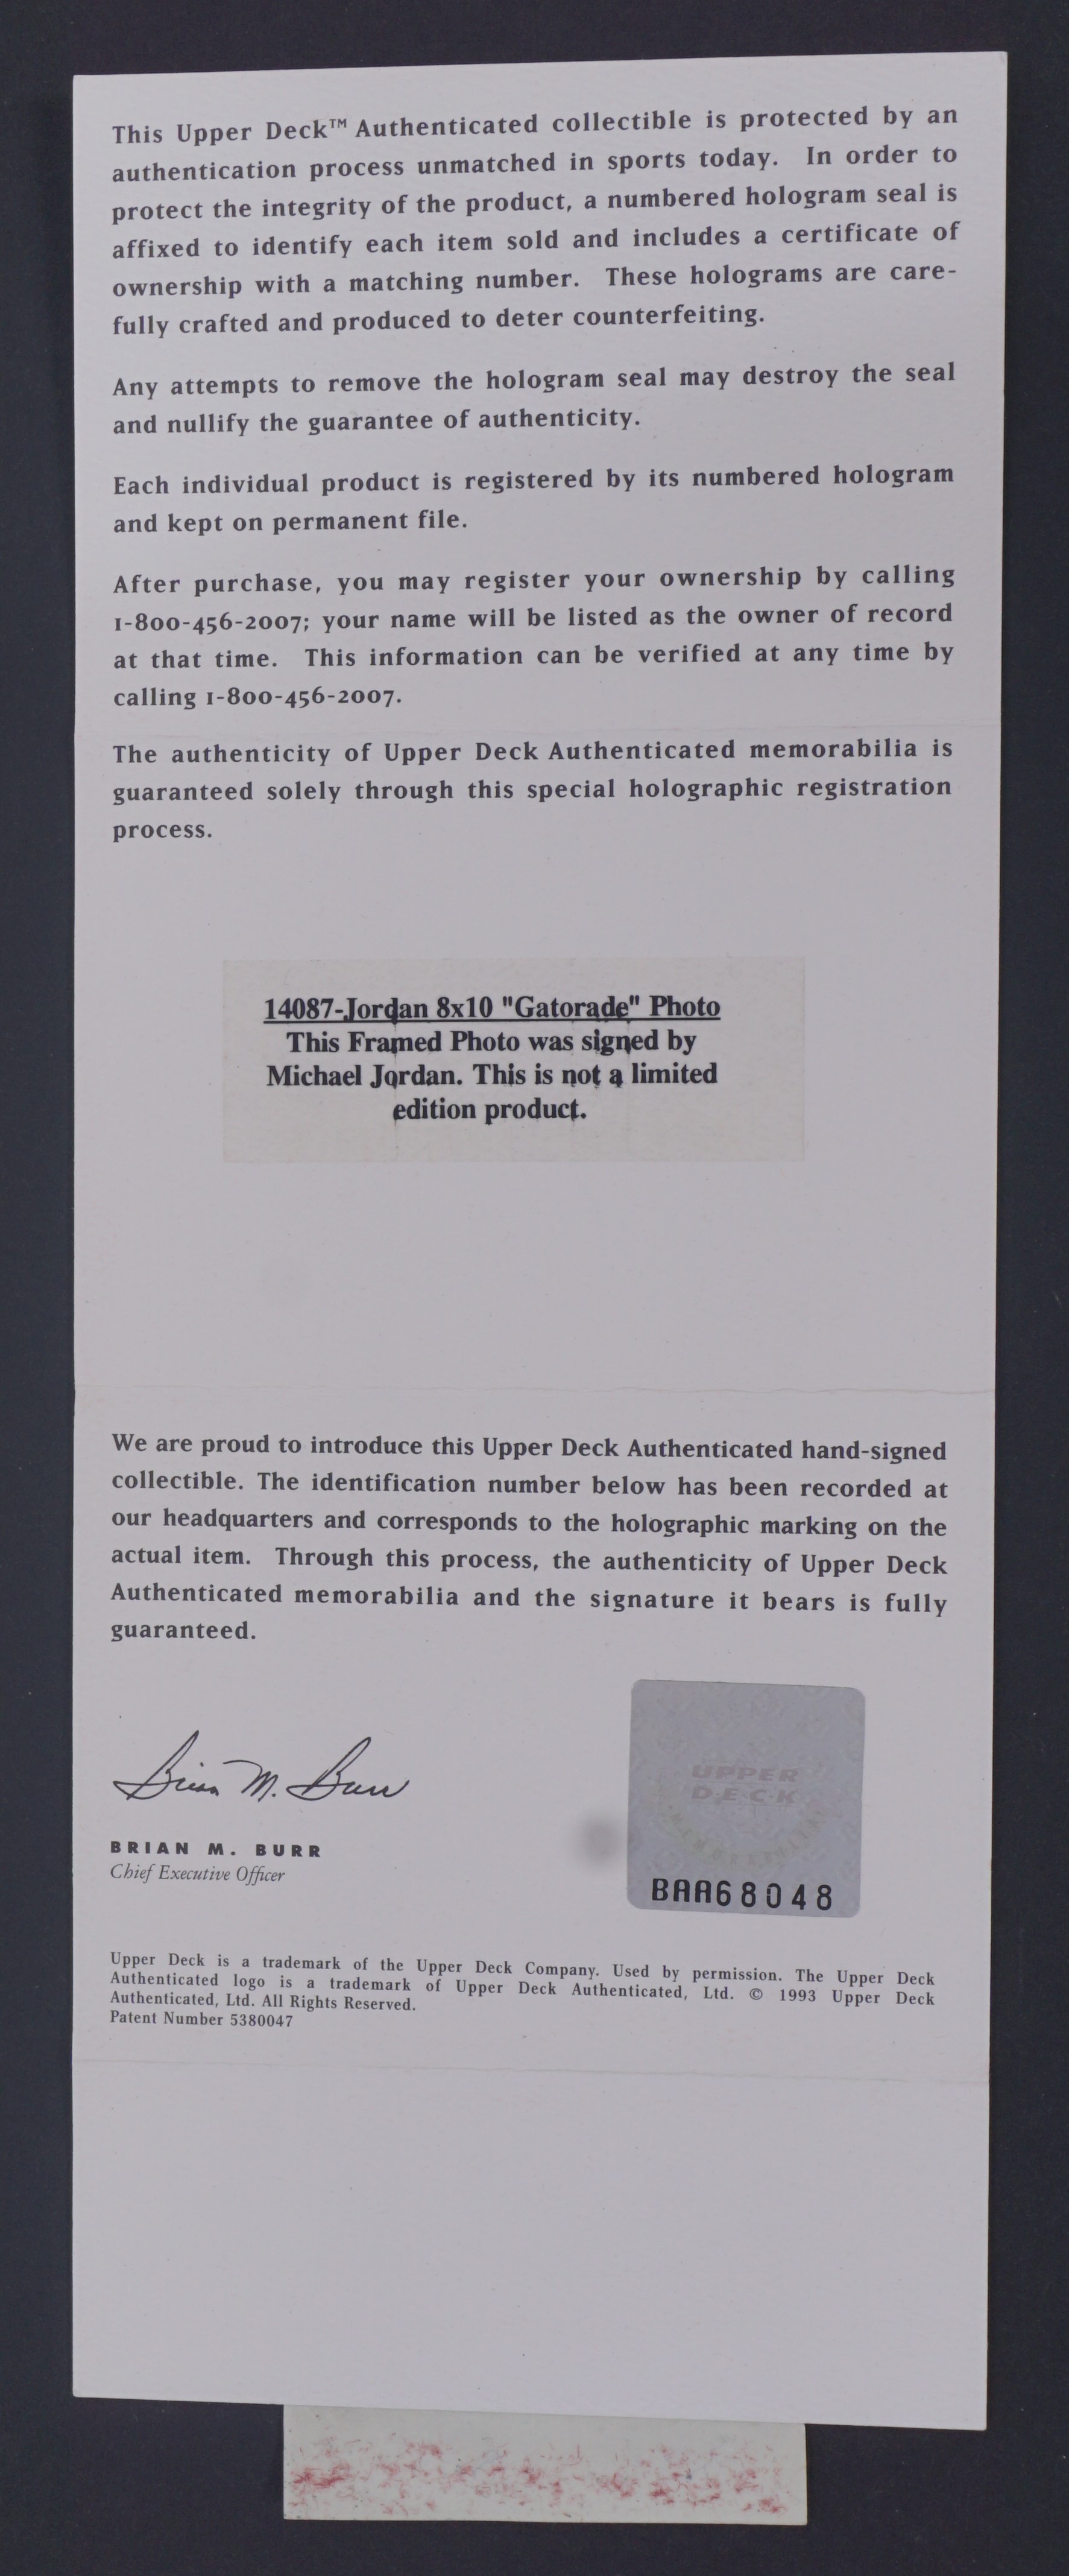 This Upper Deck™ Authenticated collectible is protected by an
authentication process unmatched in sports today. In order to
protect the integrity of the product, a numbered hologram seal is
affixed to identify each item sold and includes a certificate of
ownership with a matching number. These holograms are care-
fully crafted and produced to deter counterfeiting.
Any attempts to remove the hologram seal may destroy the seal
and nullify the guarantee of authenticity.
Each individual product is registered by its numbered hologram
and kept on permanent file.
After purchase, you may register your ownership by calling
1-800-456-2007; your name will be listed as the owner of record
at that time. This information can be verified at any time by
calling 1-800-456-2007.
The authenticity of Upper Deck Authenticated memorabilia is
guaranteed solely through this special holographic registration
process.
14087-Jordan 8x10 "Gatorade" Photo
This Framed Photo was signed by
Michael Jordan. This is not a limited
edition product.
We are proud to introduce this Upper Deck Authenticated hand-signed
collectible. The identification number below has been recorded at
our headquarters and corresponds to the holographic marking on the
actual item. Through this process, the authenticity of Upper Deck
Authenticated memorabilia and the signature it bears is fully
guaranteed.
Brian M. Burr
BRIAN M. BURR
Chief Executive Officer
UPPER
DECK
MEMORABILIA
BAA68048
Upper Deck is a trademark of the Upper Deck Company. Used by permission. The Upper Deck
Authenticated logo is a trademark of Upper Deck Authenticated, Ltd. © 1993 Upper Deck
Authenticated, Ltd. All Rights Reserved.
Patent Number 5380047